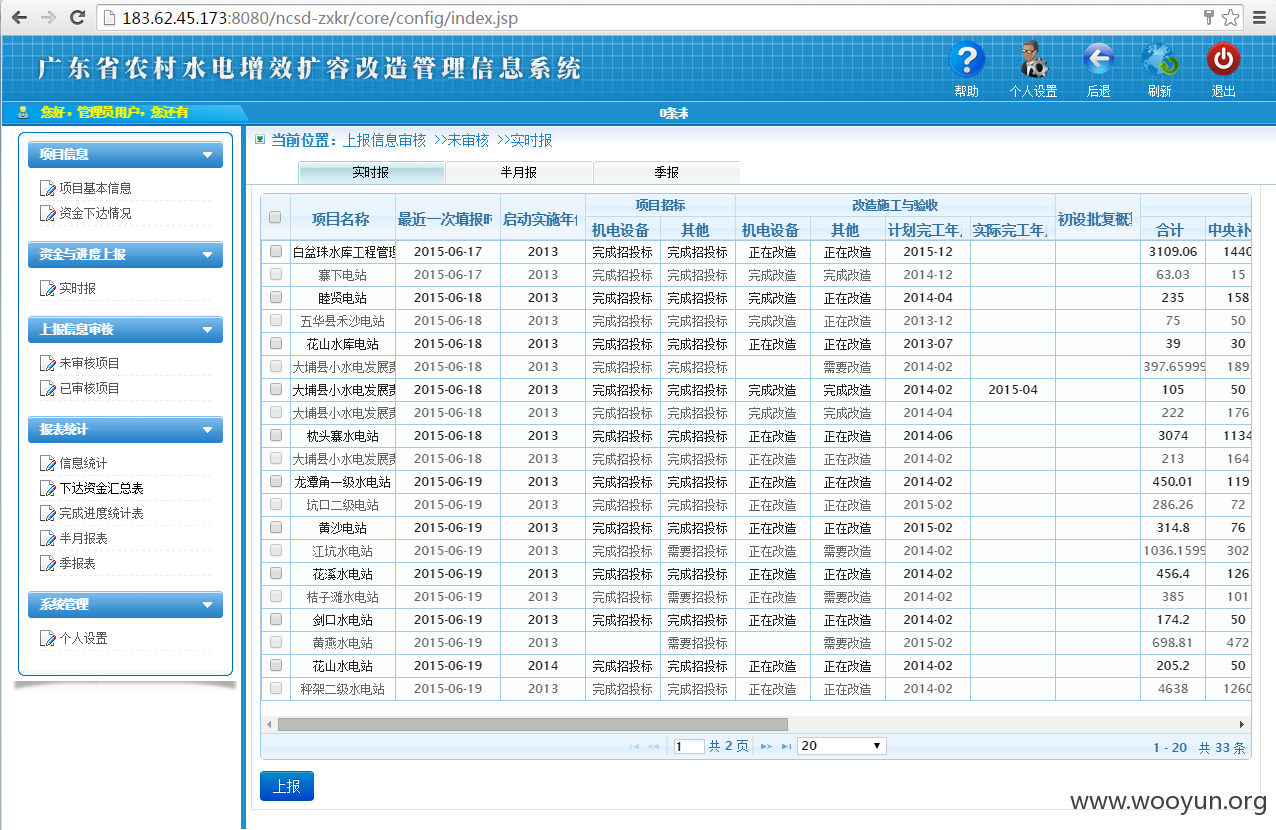 183.62.45.173:8080/ncsd-zxkr/core/config/index.jsp
广东省农村水电增效扩容改造管理信息系统
帮助 个人设置 后退 刷新 退出
您好，管理员用户，您还有 0条未
当前位置：上报信息审核 >>未审核 >>实时报
实时报 半月报 季报
项目信息
项目基本信息
资金下达情况
资金与进度上报
实时报
上报信息审核
未审核项目
已审核项目
报表统计
信息统计
下达资金汇总表
完成进度统计表
半月报表
季报表
系统管理
个人设置
项目名称 最近一次填报时 启动实施年份 项目招标 改造施工与验收 初设批复概算
机电设备 其他 机电设备 其他 计划完工年 实际完工年 合计 中央补
白盆珠水库工程管理 2015-06-17 2013 完成招投标 完成招投标 正在改造 正在改造 2015-12 3109.06 1440
寨下电站 2015-06-17 2013 完成招投标 完成招投标 完成改造 完成改造 2014-12 63.03 15
睦贤电站 2015-06-18 2013 完成招投标 完成招投标 完成改造 正在改造 2014-04 235 158
五华县禾沙电站 2015-06-18 2013 完成招投标 完成招投标 完成改造 正在改造 2013-12 75 50
花山水库电站 2015-06-18 2013 完成招投标 完成招投标 正在改造 正在改造 2013-07 39 30
大埔县小水电发展责 2015-06-18 2013 完成招投标 完成招投标 需要改造 2014-02 397.65999 189
大埔县小水电发展责 2015-06-18 2013 完成招投标 完成招投标 完成改造 完成改造 2014-02 2015-04 105 50
大埔县小水电发展责 2015-06-18 2013 完成招投标 完成招投标 完成改造 完成改造 2014-04 222 176
枕头寨水电站 2015-06-18 2013 完成招投标 完成招投标 正在改造 正在改造 2014-06 3074 1134
大埔县小水电发展责 2015-06-18 2013 完成招投标 完成招投标 正在改造 正在改造 2014-02 213 164
龙潭角一级水电站 2015-06-19 2013 完成招投标 完成招投标 正在改造 正在改造 2014-02 450.01 119
坑口二级电站 2015-06-19 2013 完成招投标 完成招投标 正在改造 正在改造 2015-02 286.26 72
黄沙电站 2015-06-19 2013 完成招投标 完成招投标 正在改造 正在改造 2015-02 314.8 76
江坑水电站 2015-06-19 2013 完成招投标 需要招投标 正在改造 需要改造 2014-02 1036.1599 302
花溪水电站 2015-06-19 2013 完成招投标 完成招投标 正在改造 正在改造 2014-02 456.4 126
桔子滩水电站 2015-06-19 2013 完成招投标 需要招投标 正在改造 需要改造 2014-02 385 101
剑口水电站 2015-06-19 2013 完成招投标 完成招投标 正在改造 正在改造 2014-02 174.2 50
黄燕水电站 2015-06-19 2013 需要招投标 需要改造 2015-02 698.81 472
花山水电站 2015-06-19 2014 完成招投标 完成招投标 正在改造 正在改造 2014-02 205.2 50
秤架二级水电站 2015-06-19 2013 完成招投标 完成招投标 正在改造 正在改造 2014-02 4638 1260
1 共 2 页 20 1 - 20 共 33 条
上报
www.wooyun.org